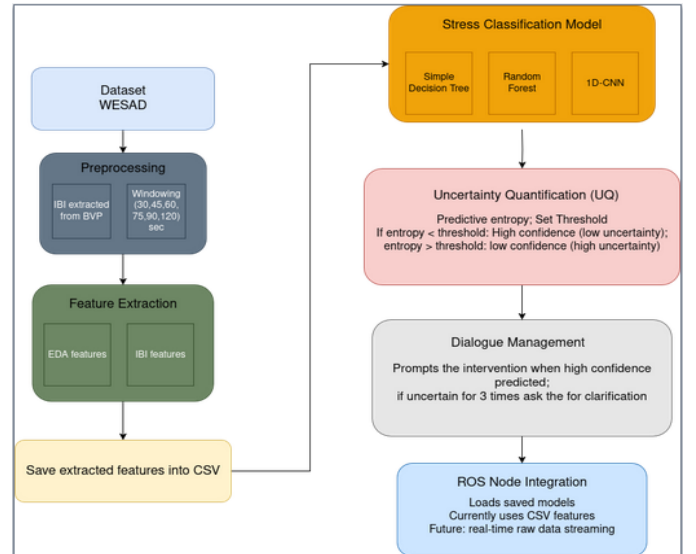 Dataset
WESAD
Preprocessing
IBI extracted
from BVP
Windowing
(30,45,60,
75,90,120)
sec
Feature Extraction
EDA features
IBI features
Save extracted features into CSV
Stress Classification Model
Simple
Decision Tree
Random
Forest
1D-CNN
Uncertainty Quantification (UQ)
Predictive entropy; Set Threshold
If entropy < threshold: High confidence (low uncertainty);
entropy > threshold: low confidence (high uncertainty)
Dialogue Management
Prompts the intervention when high confidence
predicted;
if uncertain for 3 times ask the for clarification
ROS Node Integration
Loads saved models
Currently uses CSV features
Future: real-time raw data streaming